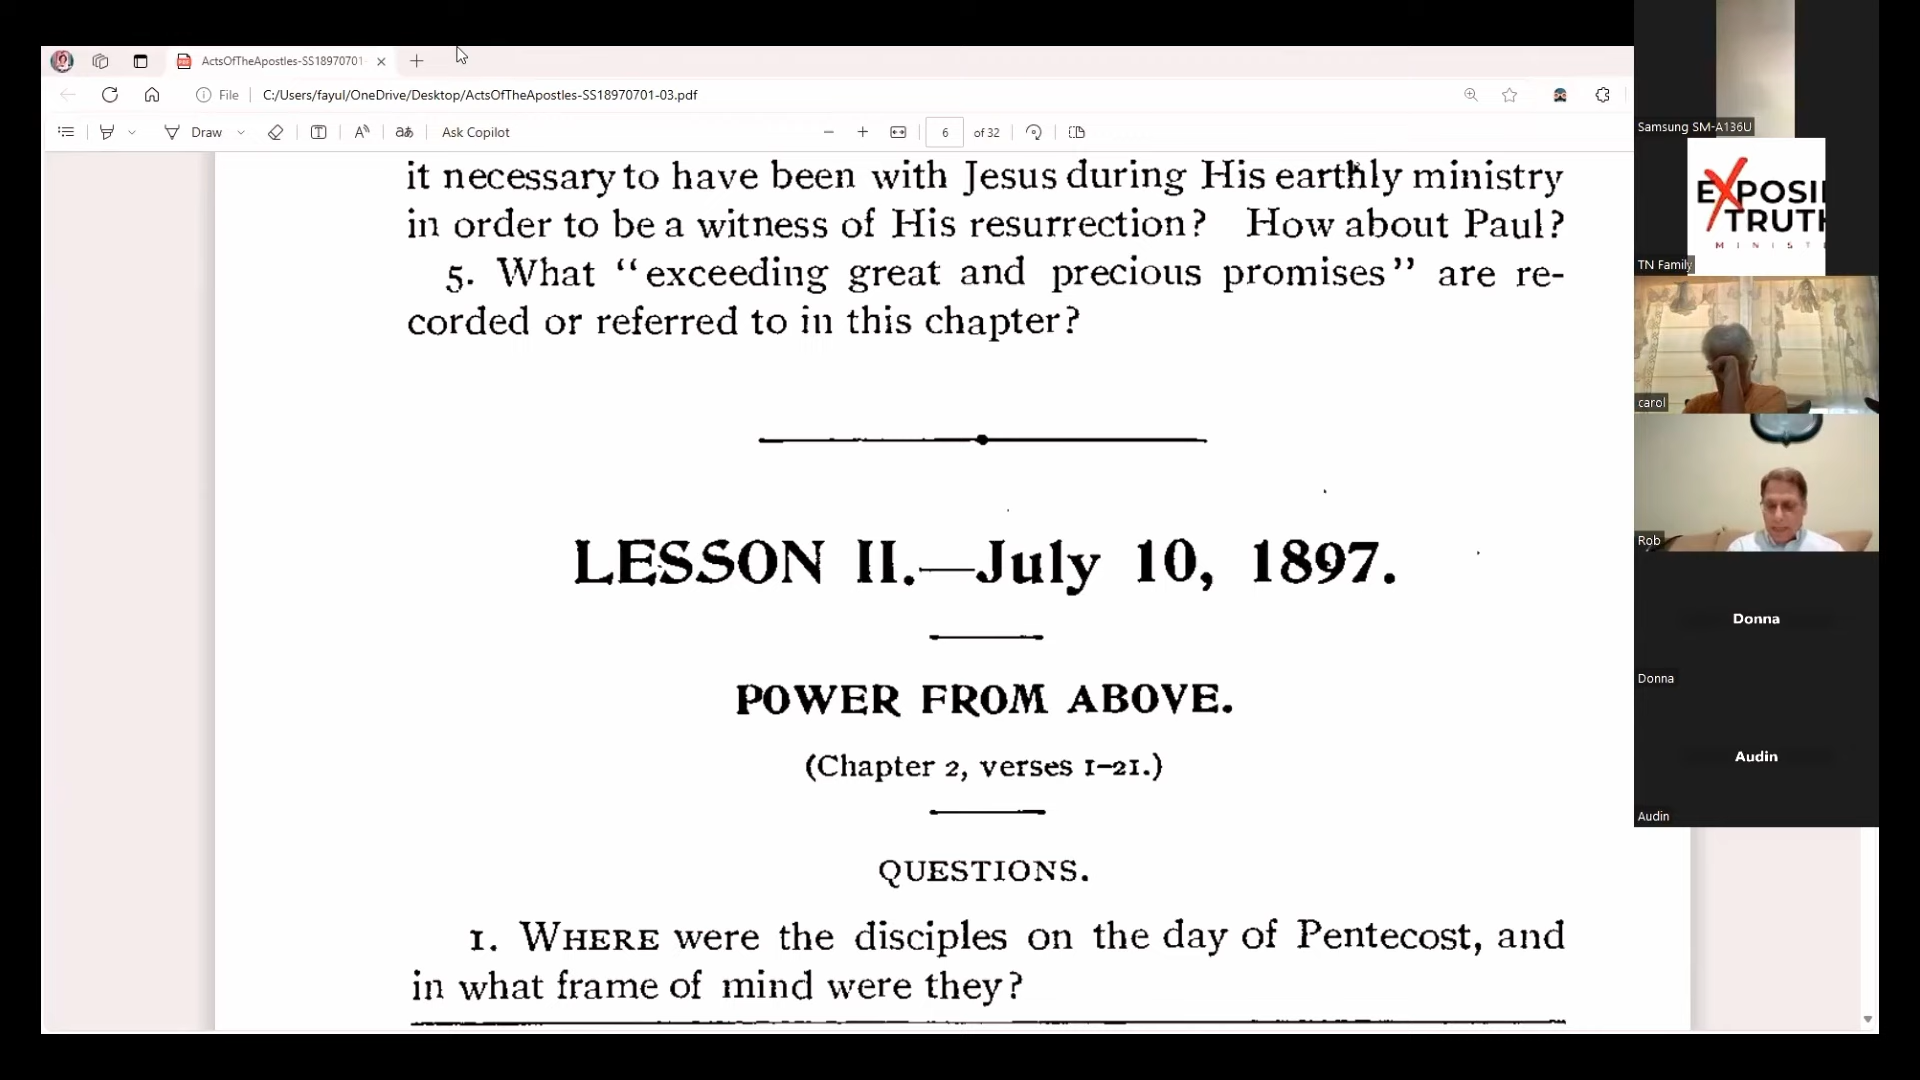 ActsOfTheApostles-SS18970701
File
C:/Users/fayul/OneDrive/Desktop/ActsOfTheApostles-SS18970701-03.pdf
Draw
Ask Copilot
6 of 32
it necessary to have been with Jesus during His earthly ministry
in order to be a witness of His resurrection? How about Paul?
5. What “exceeding great and precious promises” are re-
corded or referred to in this chapter?
LESSON II.—July 10, 1897.
POWER FROM ABOVE.
(Chapter 2, verses 1–21.)
QUESTIONS.
1. WHERE were the disciples on the day of Pentecost, and
in what frame of mind were they?
Samsung SM-A136U
EXPOSI
TRUTH
MINIST
TN Family
carol
Rob
Donna
Donna
Audin
Audin